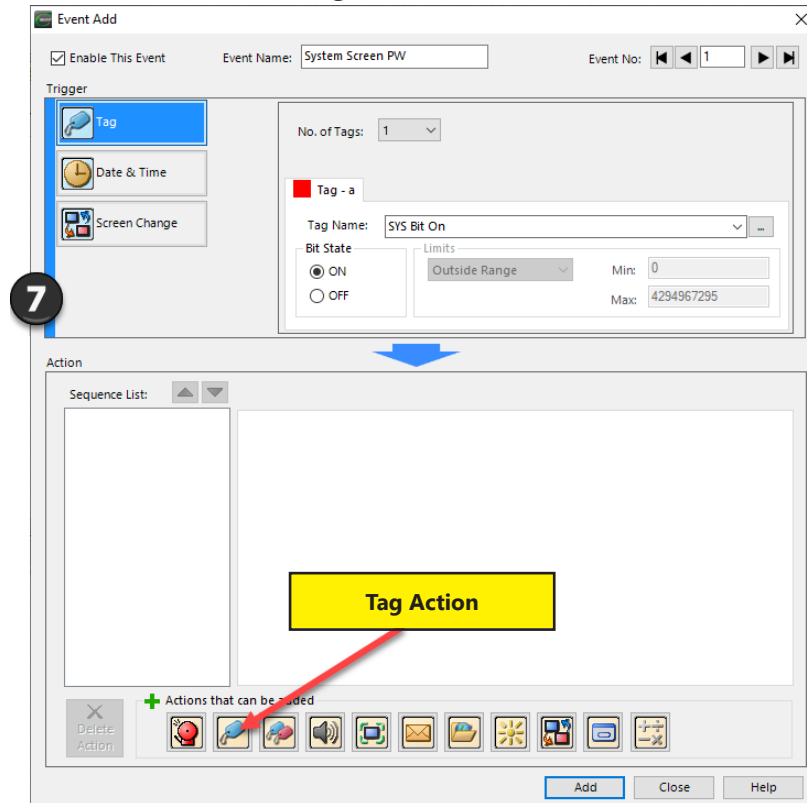 Event Add
Enable This Event
Event Name: System Screen PW
Event No: 1
Trigger
Tag
Date & Time
Screen Change
No. of Tags: 1
Tag - a
Tag Name: SYS Bit On ...
Bit State
Limits
ON
Outside Range
Min: 0
OFF
Max: 4294967295
7
Action
Sequence List:
Tag Action
Delete
Action
Actions that can be added
Add Close Help